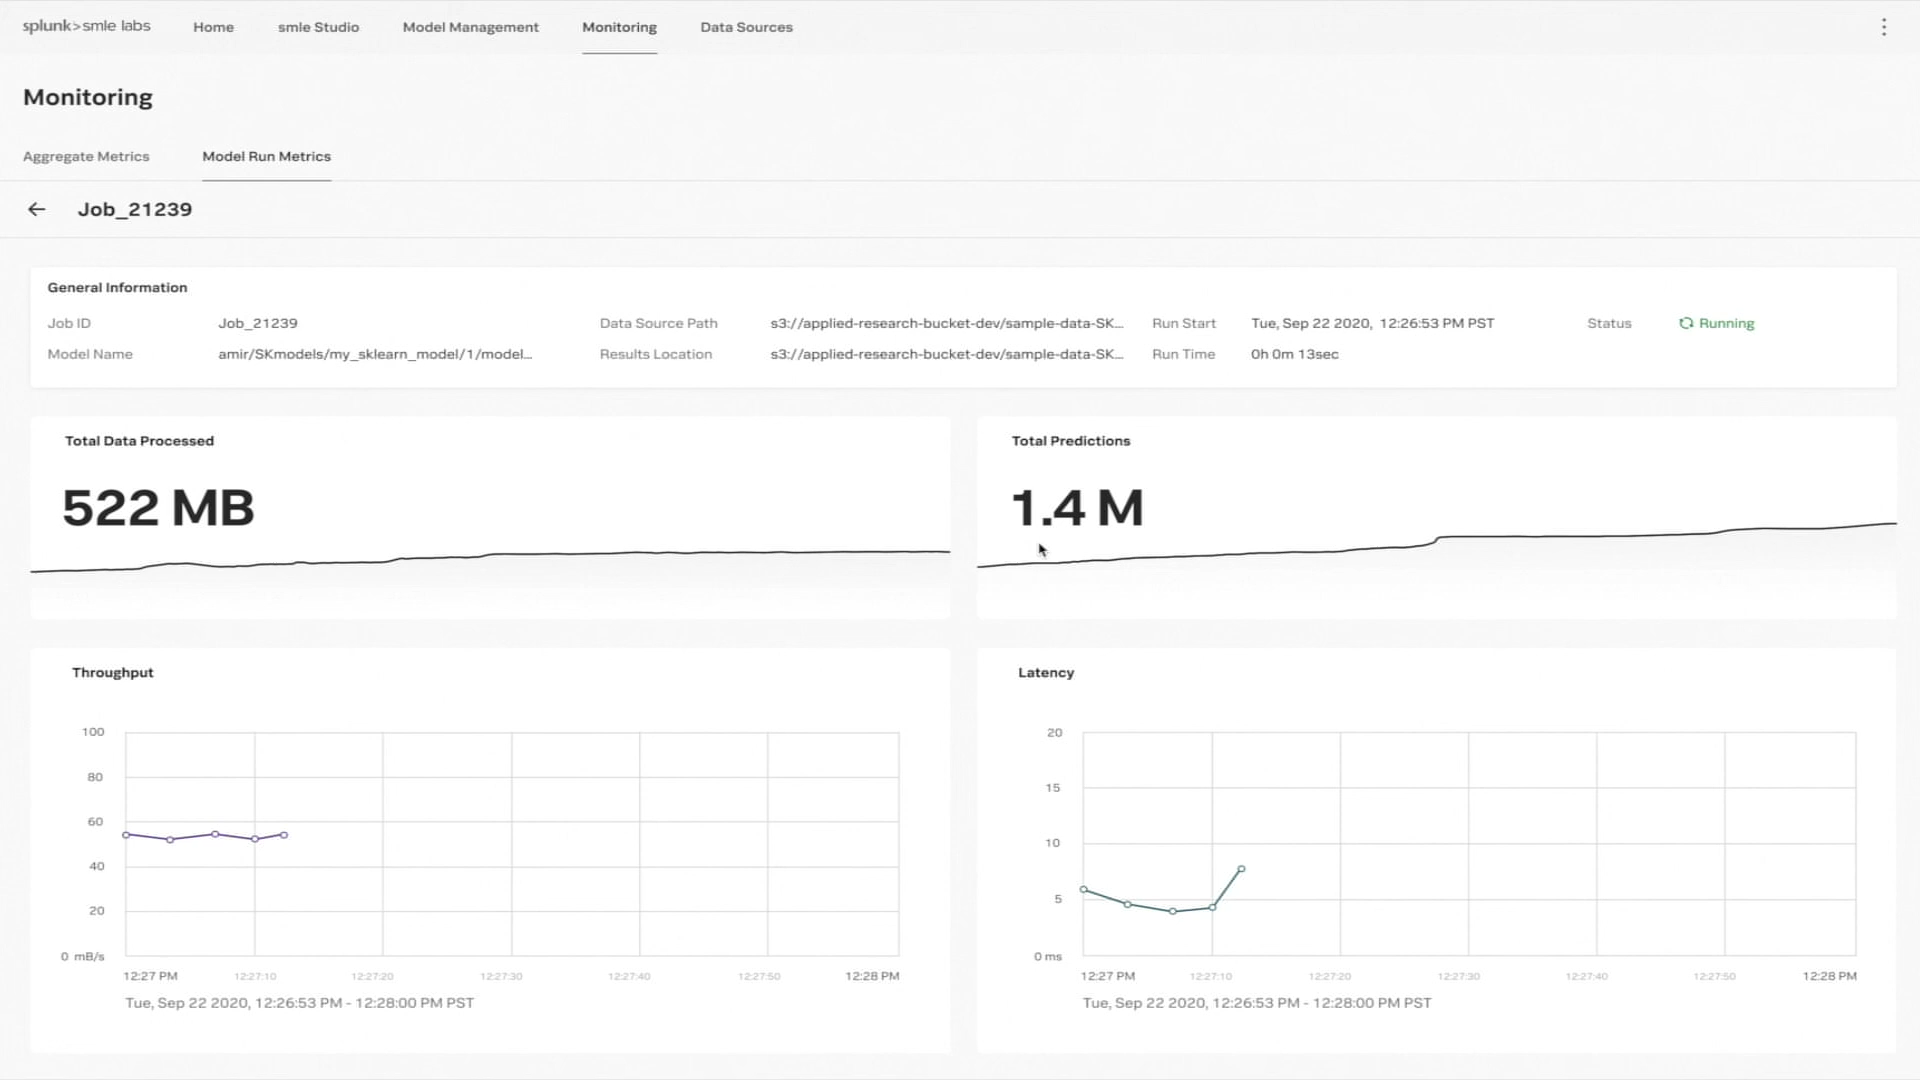 splunk>smle labs Home smle Studio Model Management Monitoring Data Sources
Monitoring
Aggregate Metrics Model Run Metrics
Job_21239
General Information
Job ID Job_21239 Data Source Path s3://applied-research-bucket-dev/sample-data-SK... Run Start Tue, Sep 22 2020, 12:26:53 PM PST Status Running
Model Name amir/SKmodels/my_sklearn_model/1/model... Results Location s3://applied-research-bucket-dev/sample-data-SK... Run Time 0h 0m 13sec
Total Data Processed
522 MB
Total Predictions
1.4 M
Throughput
100
80
60
40
20
0 mB/s
12:27 PM 12:27:10 12:27:20 12:27:30 12:27:40 12:27:50 12:28 PM
Tue, Sep 22 2020, 12:26:53 PM - 12:28:00 PM PST
Latency
20
15
10
5
0 ms
12:27 PM 12:27:10 12:27:20 12:27:30 12:27:40 12:27:50 12:28 PM
Tue, Sep 22 2020, 12:26:53 PM - 12:28:00 PM PST